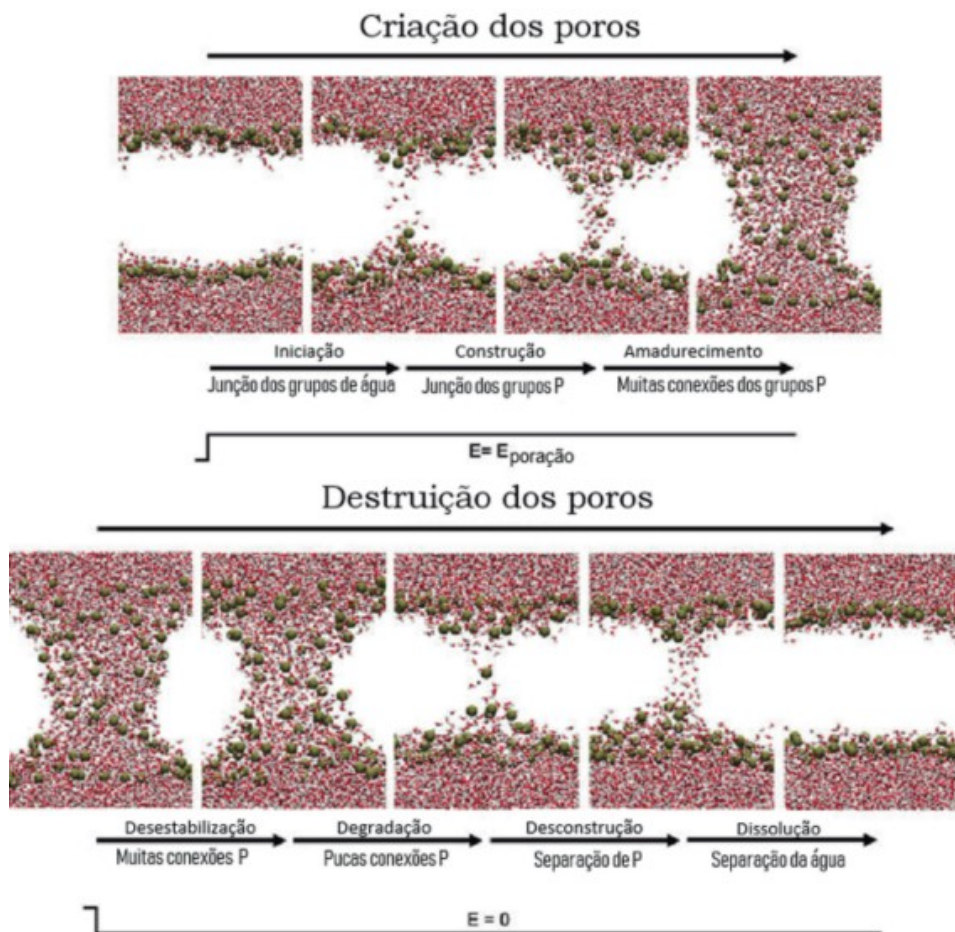 Criação dos poros
Iniciação
Junção dos grupos de água
Construção
Junção dos grupos P
Amadurecimento
Muitas conexões dos grupos P
E= E poração
Destruição dos poros
Desestabilização
Muitas conexões P
Degradação
Pucas conexões P
Desconstrução
Separação de P
Dissolução
Separação da água
E = 0